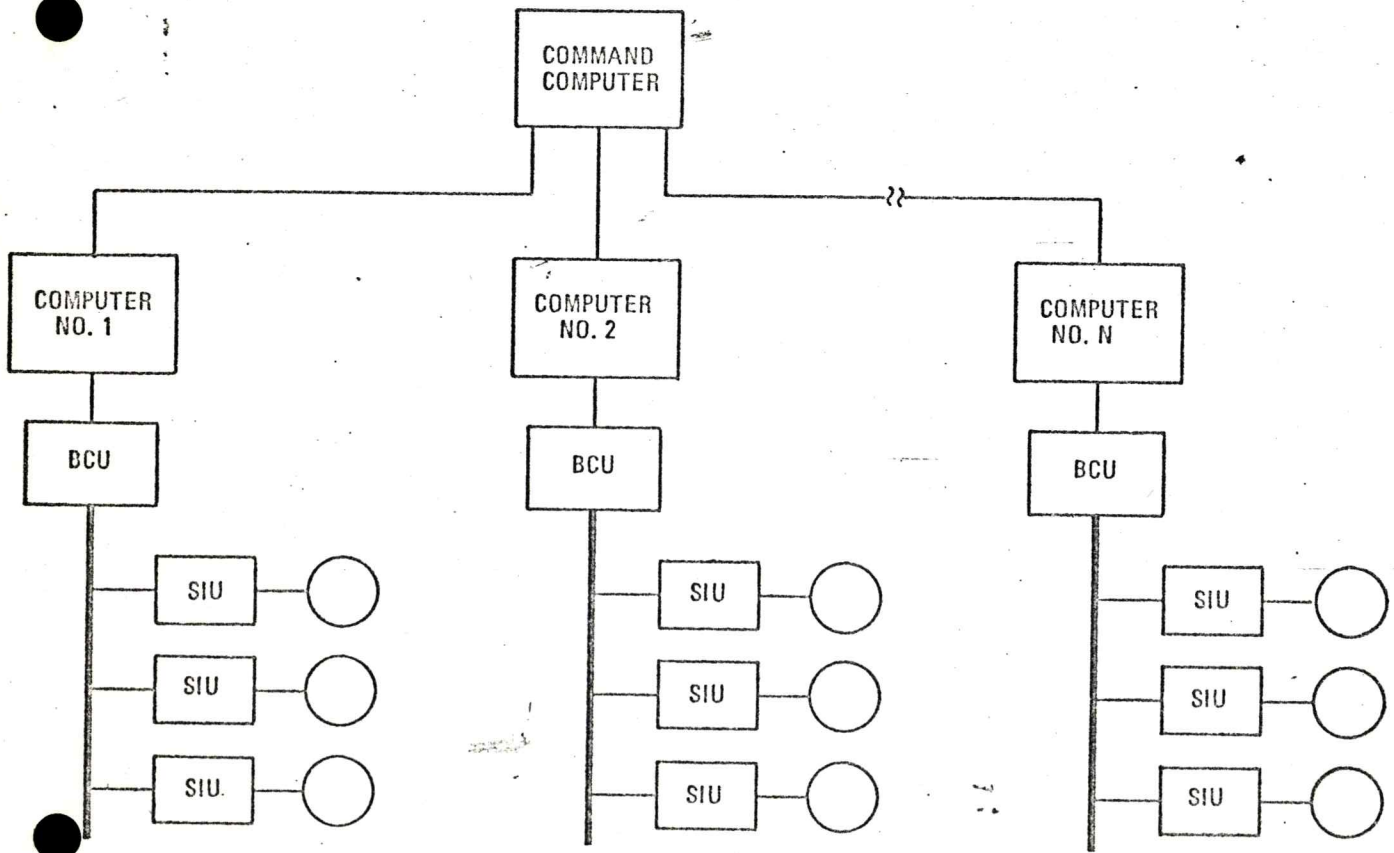 COMMAND
COMPUTER
COMPUTER
NO. 1
COMPUTER
NO. 2
COMPUTER
NO. N
BCU
BCU
BCU
SIU
SIU
SIU
SIU
SIU
SIU
SIU
SIU
SIU